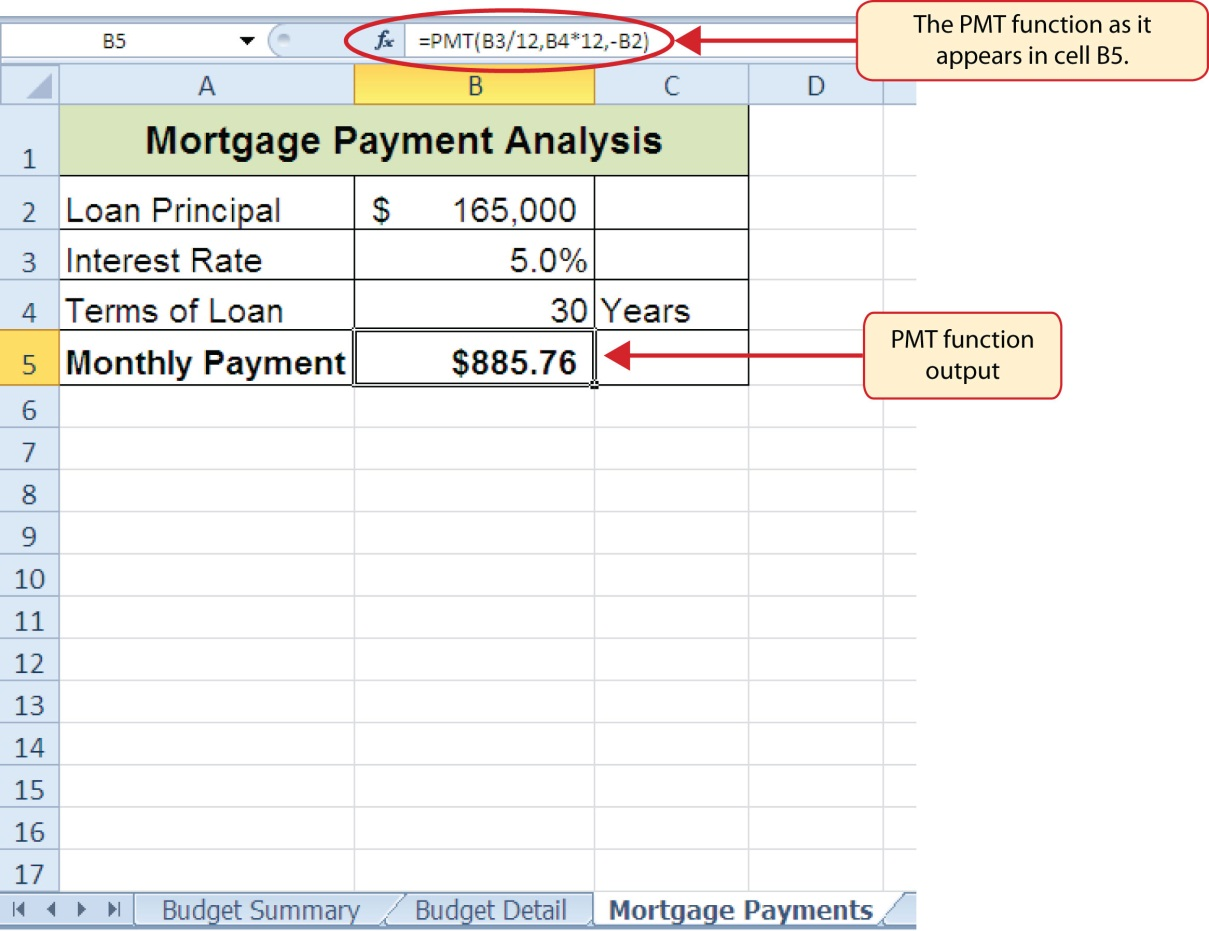 B5 fx =PMT(B3/12,B4*12,-B2)
The PMT function as it
appears in cell B5.
A B C D
1 Mortgage Payment Analysis
2 Loan Principal $ 165,000
3 Interest Rate 5.0%
4 Terms of Loan 30 Years
5 Monthly Payment $885.76
PMT function
output
6
7
8
9
10
11
12
13
14
15
16
17
Budget Summary Budget Detail Mortgage Payments